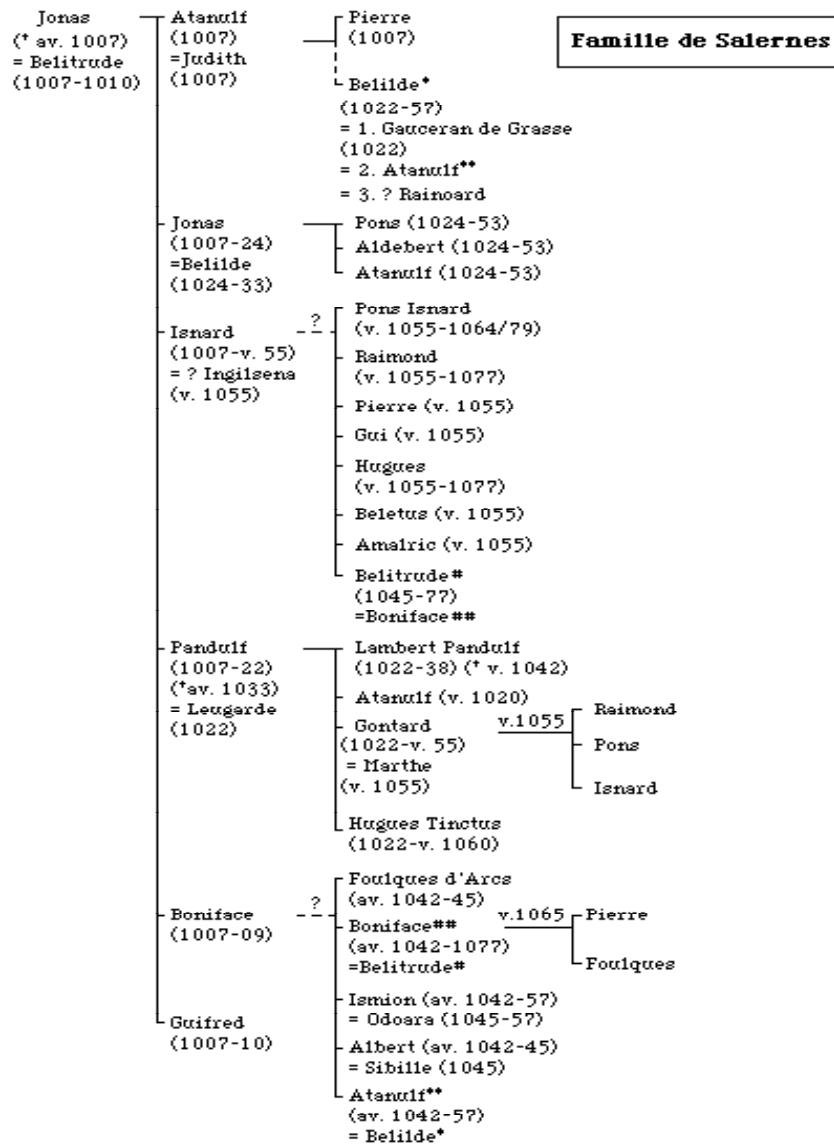 Famille de Salernes
Jonas
(† av. 1007)
= Belitrude
(1007-1010)
Atanulf
(1007)
=Judith
(1007)
Pierre
(1007)
Belilde*
(1022-57)
= 1. Gauceran de Grasse
(1022)
= 2. Atanulf**
= 3. ? Rainoard
Jonas
(1007-24)
=Belilde
(1024-33)
Pons (1024-53)
Aldebert (1024-53)
Atanulf (1024-53)
Isnard
(1007-v. 55)
= ? Ingilsena
(v. 1055)
?
Pons Isnard
(v. 1055-1064/79)
Raimond
(v. 1055-1077)
Pierre (v. 1055)
Gui (v. 1055)
Hugues
(v. 1055-1077)
Beletus (v. 1055)
Amalric (v. 1055)
Belitrude#
(1045-77)
=Boniface##
Pandulf
(1007-22)
(†av. 1033)
= Leugarde
(1022)
Lambert Pandulf
(1022-38) († v. 1042)
Atanulf (v. 1020)
Gontard
(1022-v. 55)
= Marthe
(v. 1055)
v.1055
Raimond
Pons
Isnard
Hugues Tinctus
(1022-v. 1060)
Boniface
(1007-09)
?
Foulques d'Arcs
(av. 1042-45)
Boniface##
(av. 1042-1077)
=Belitrude#
v.1065
Pierre
Foulques
Ismion (av. 1042-57)
= Odoara (1045-57)
Albert (av. 1042-45)
= Sibille (1045)
Atanulf**
(av. 1042-57)
= Belilde*
Guifred
(1007-10)